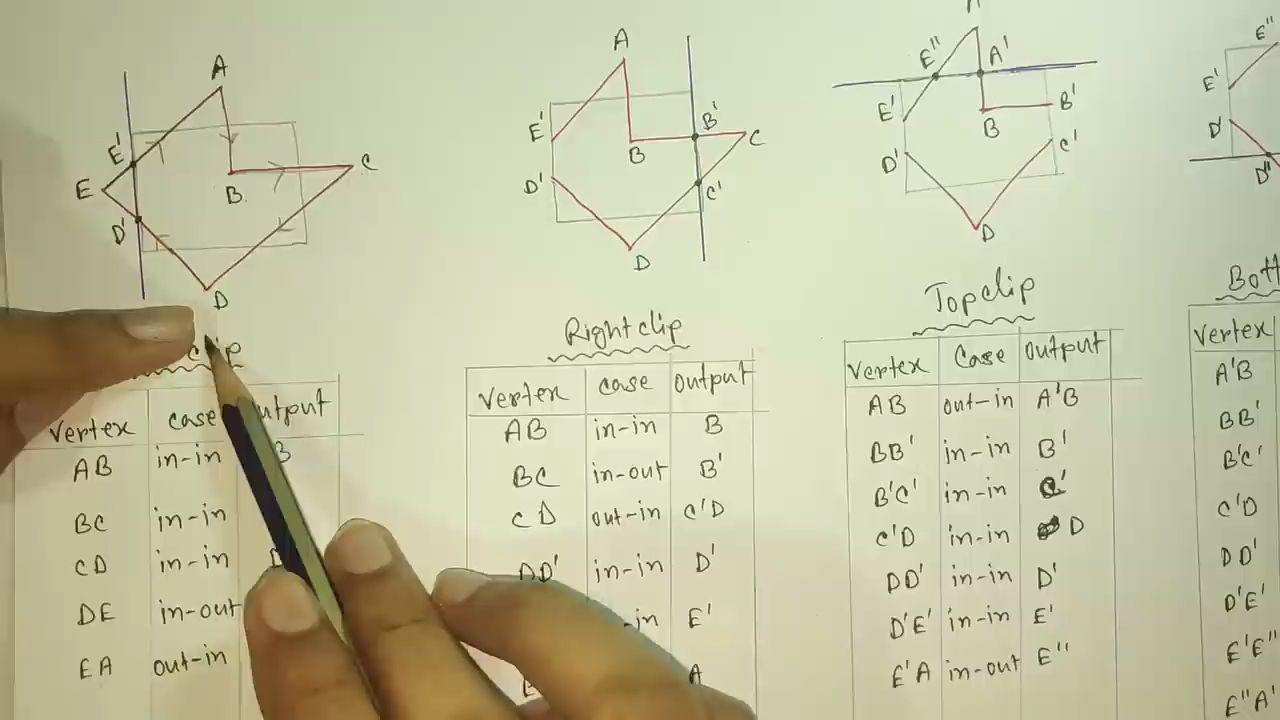 A
E'
E
B
C
D'
D
clip
Vertex case output
AB in-in B
BC in-in
CD in-in
DE in-out
EA out-in
A
E'
B'
C
B
D'
C'
D
Right clip
Vertex case output
AB in-in B
BC in-out B'
CD out-in C'D
DD' in-in D'
-in E'
A
E''
A'
E'
B'
B
D'
C'
D
Top clip
Vertex Case Output
AB out-in A'B
BB' in-in B'
B'C' in-in C'
C'D in-in D
DD' in-in D'
D'E' in-in E'
E'A in-out E''
E''
E'
D'
D''
Bott
Vertex
A'B
BB'
B'C'
C'D
DD'
D'E'
E'E''
E''A'